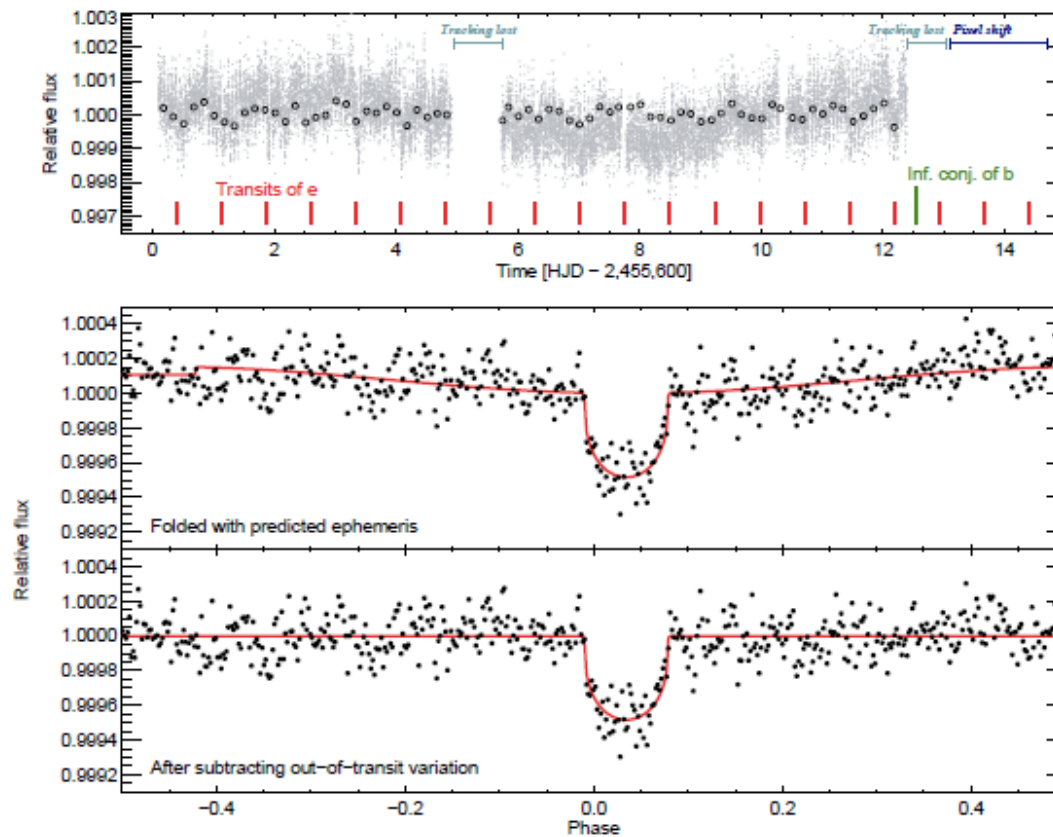 1.003
1.002
1.001
1.000
0.999
0.998
0.997
Relative flux
Tracking lost
Tracking lost
Pixel shift
Transits of e
Inf. conj. of b
0 2 4 6 8 10 12 14
Time [HJD − 2,455,600]
1.0004
1.0002
1.0000
0.9998
0.9996
0.9994
0.9992
Folded with predicted ephemeris
Relative flux
1.0004
1.0002
1.0000
0.9998
0.9996
0.9994
0.9992
After subtracting out−of−transit variation
−0.4 −0.2 0.0 0.2 0.4
Phase